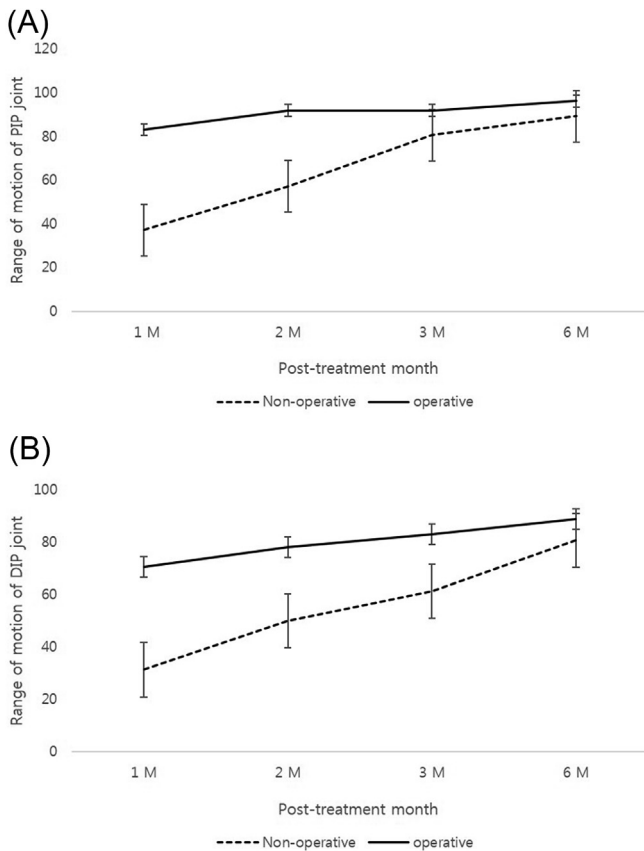 (A)
Range of motion of PIP joint
120
100
80
60
40
20
0
1 M 2 M 3 M 6 M
Post-treatment month
Non-operative operative
(B)
Range of motion of DIP joint
100
80
60
40
20
0
1 M 2 M 3 M 6 M
Post-treatment month
Non-operative operative